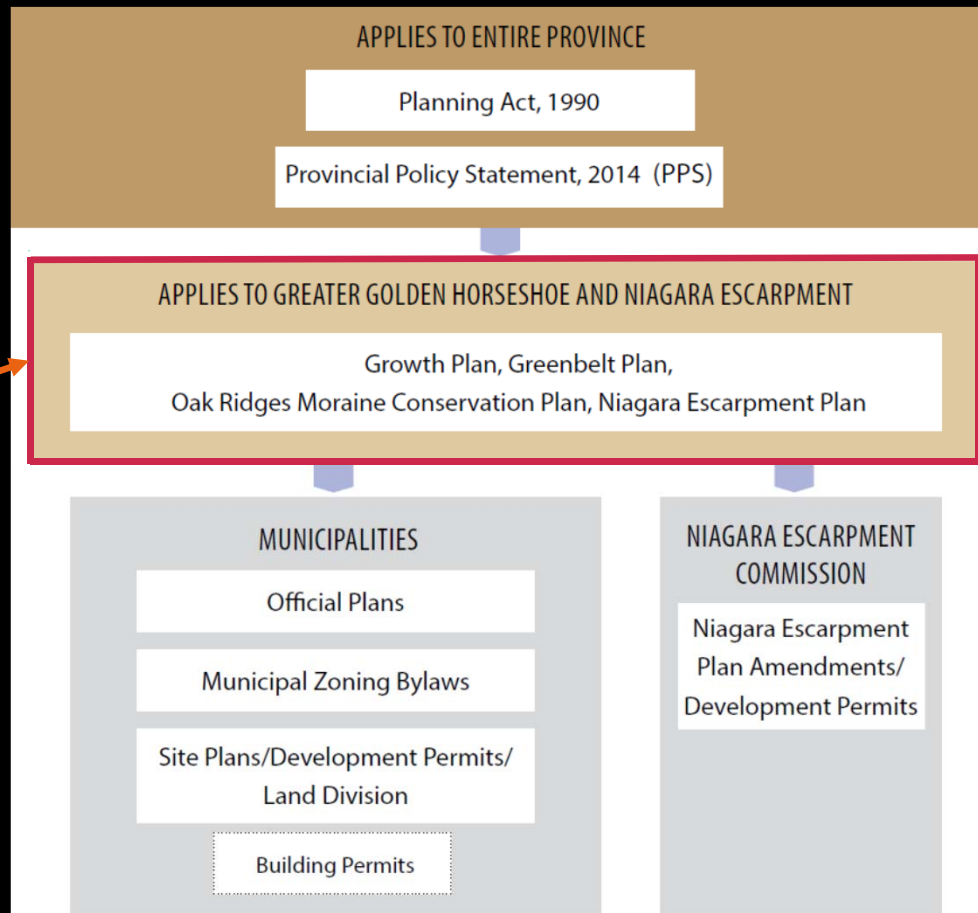 APPLIES TO ENTIRE PROVINCE
Planning Act, 1990
Provincial Policy Statement, 2014 (PPS)
APPLIES TO GREATER GOLDEN HORSESHOE AND NIAGARA ESCARPMENT
Growth Plan, Greenbelt Plan,
Oak Ridges Moraine Conservation Plan, Niagara Escarpment Plan
MUNICIPALITIES
Official Plans
Municipal Zoning Bylaws
Site Plans/Development Permits/
Land Division
Building Permits
NIAGARA ESCARPMENT
COMMISSION
Niagara Escarpment
Plan Amendments/
Development Permits